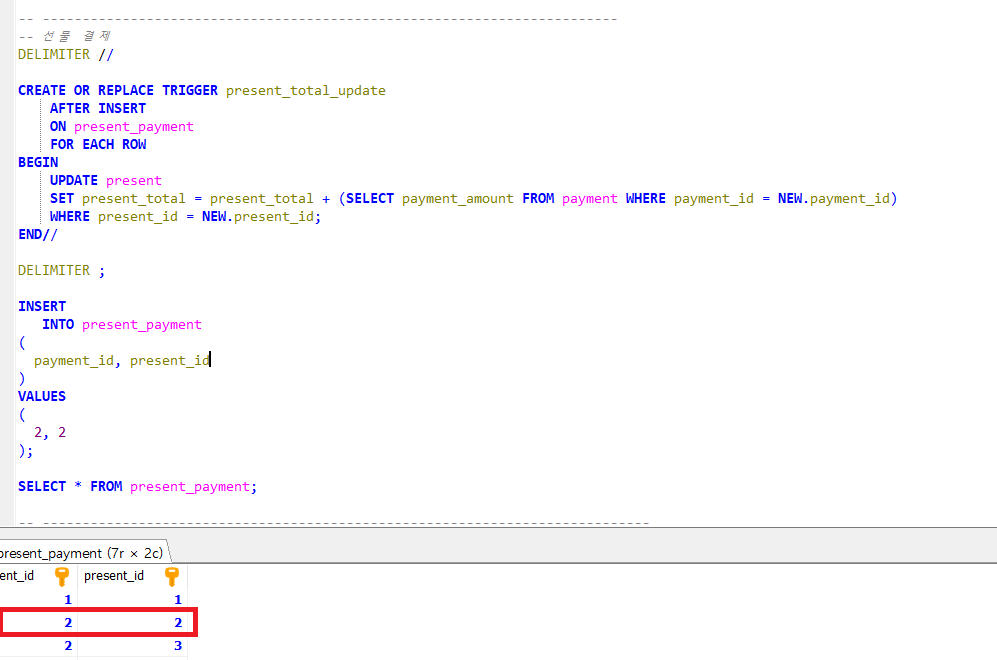 -- ------------------------------------------------------------------------
-- 선물 결제
DELIMITER //
CREATE OR REPLACE TRIGGER present_total_update
AFTER INSERT
ON present_payment
FOR EACH ROW
BEGIN
UPDATE present
SET present_total = present_total + (SELECT payment_amount FROM payment WHERE payment_id = NEW.payment_id)
WHERE present_id = NEW.present_id;
END//
DELIMITER ;
INSERT
INTO present_payment
(
payment_id, present_id
)
VALUES
(
2, 2
);
SELECT * FROM present_payment;
-- ----------------------------------------------------------------------------
present_payment (7r × 2c)
ent_id present_id
1 1
2 2
2 3